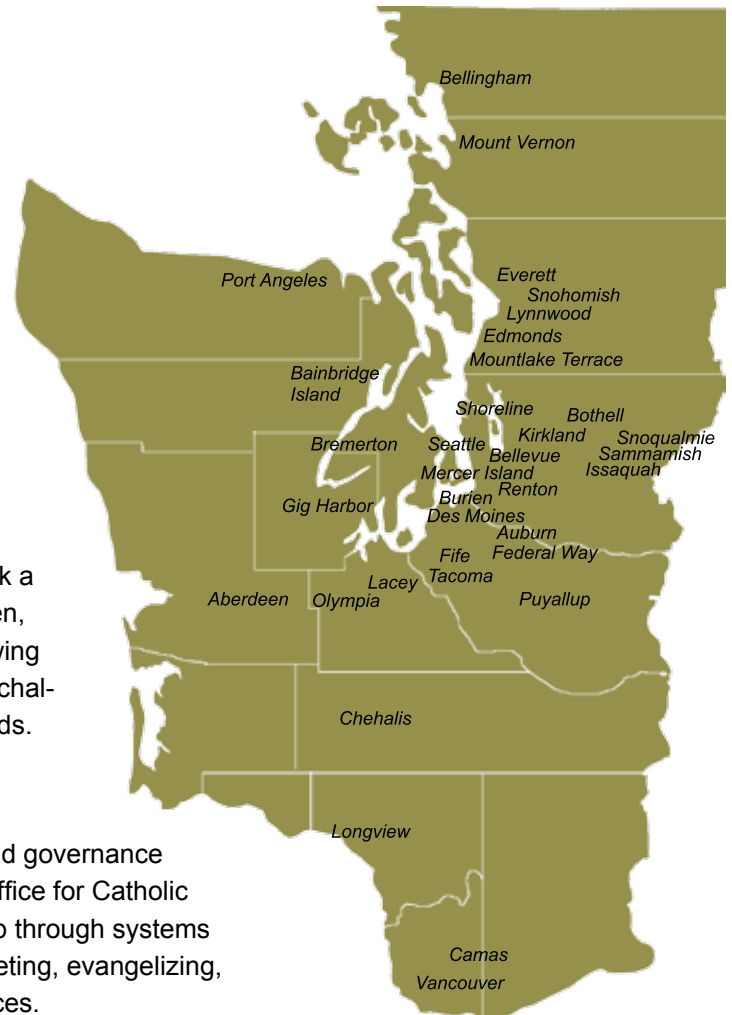 Bellingham
Mount Vernon
Port Angeles
Everett
Snohomish
Lynnwood
Edmonds
Mountlake Terrace
Bainbridge
Island
Shoreline
Bothell
Bremerton
Seattle
Kirkland
Snoqualmie
Bellevue
Sammamish
Mercer Island
Issaquah
Gig Harbor
Burien
Renton
Des Moines
Auburn
Fife
Federal Way
Lacey
Tacoma
Aberdeen
Olympia
Puyallup
Chehalis
Longview
Camas
Vancouver
k a
en,
ving
chal-
ds.
d governance
ffice for Catholic
o through systems
eting, evangelizing,
ces.